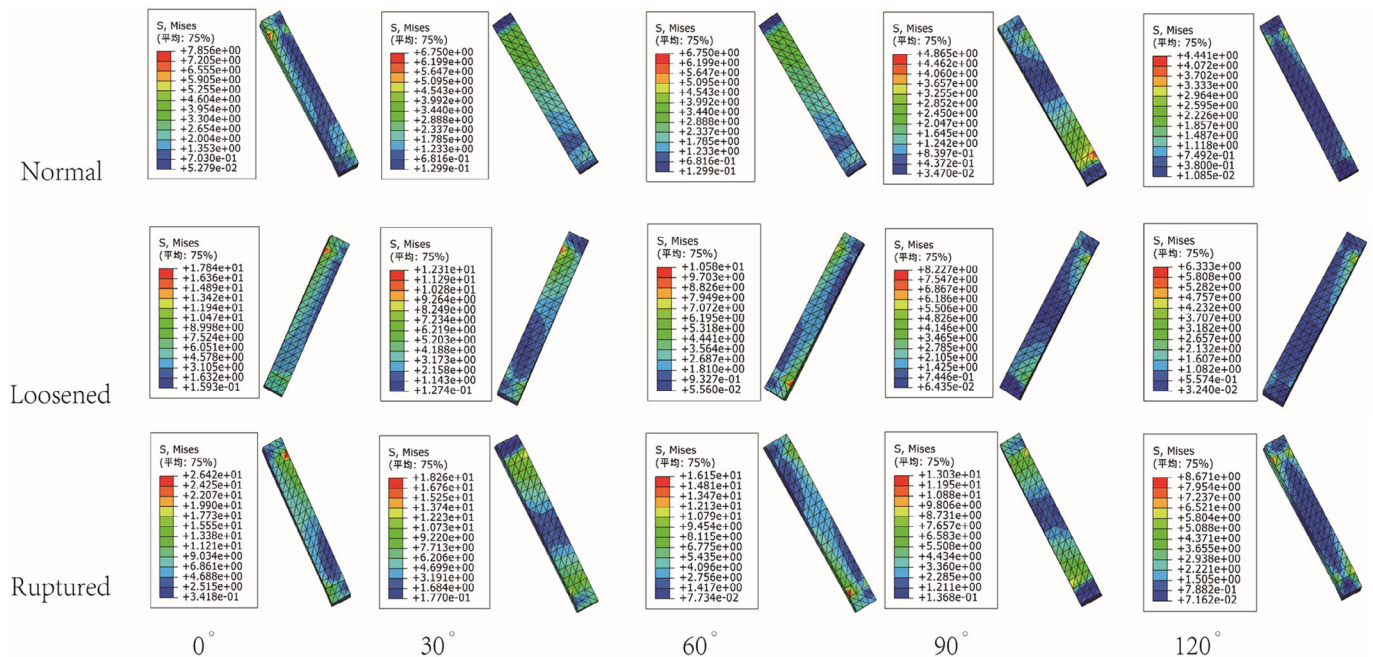 S, Mises
(平均: 75%)
+7.856e+00
+7.205e+00
+6.555e+00
+5.905e+00
+5.255e+00
+4.604e+00
+3.954e+00
+3.304e+00
+2.654e+00
+2.004e+00
+1.353e+00
+7.030e-01
+5.279e-02
S, Mises
(平均: 75%)
+6.750e+00
+6.199e+00
+5.647e+00
+5.095e+00
+4.543e+00
+3.992e+00
+3.440e+00
+2.888e+00
+2.337e+00
+1.785e+00
+1.233e+00
+6.816e-01
+1.299e-01
S, Mises
(平均: 75%)
+6.750e+00
+6.199e+00
+5.647e+00
+5.095e+00
+4.543e+00
+3.992e+00
+3.440e+00
+2.888e+00
+2.337e+00
+1.785e+00
+1.233e+00
+6.816e-01
+1.299e-01
S, Mises
(平均: 75%)
+4.865e+00
+4.462e+00
+4.060e+00
+3.657e+00
+3.255e+00
+2.852e+00
+2.450e+00
+2.047e+00
+1.645e+00
+1.242e+00
+8.397e-01
+4.372e-01
+3.470e-02
S, Mises
(平均: 75%)
+4.441e+00
+4.072e+00
+3.702e+00
+3.333e+00
+2.964e+00
+2.595e+00
+2.226e+00
+1.857e+00
+1.487e+00
+1.118e+00
+7.492e-01
+3.800e-01
+1.085e-02
Normal
S, Mises
(平均: 75%)
+1.784e+01
+1.636e+01
+1.489e+01
+1.342e+01
+1.194e+01
+1.047e+01
+8.998e+00
+7.524e+00
+6.051e+00
+4.578e+00
+3.105e+00
+1.632e+00
+1.593e-01
S, Mises
(平均: 75%)
+1.231e+01
+1.129e+01
+1.028e+01
+9.264e+00
+8.249e+00
+7.234e+00
+6.219e+00
+5.203e+00
+4.188e+00
+3.173e+00
+2.158e+00
+1.143e+00
+1.274e-01
S, Mises
(平均: 75%)
+1.058e+01
+9.703e+00
+8.826e+00
+7.949e+00
+7.072e+00
+6.195e+00
+5.318e+00
+4.441e+00
+3.564e+00
+2.687e+00
+1.810e+00
+9.327e-01
+5.560e-02
S, Mises
(平均: 75%)
+8.227e+00
+7.547e+00
+6.867e+00
+6.186e+00
+5.506e+00
+4.826e+00
+4.146e+00
+3.465e+00
+2.785e+00
+2.105e+00
+1.425e+00
+7.446e-01
+6.435e-02
S, Mises
(平均: 75%)
+6.333e+00
+5.808e+00
+5.282e+00
+4.757e+00
+4.232e+00
+3.707e+00
+3.182e+00
+2.657e+00
+2.132e+00
+1.607e+00
+1.082e+00
+5.574e-01
+3.240e-02
Loosened
S, Mises
(平均: 75%)
+2.642e+01
+2.425e+01
+2.207e+01
+1.990e+01
+1.773e+01
+1.555e+01
+1.338e+01
+1.121e+01
+9.034e+00
+6.861e+00
+4.688e+00
+2.515e+00
+3.418e-01
S, Mises
(平均: 75%)
+1.826e+01
+1.676e+01
+1.525e+01
+1.374e+01
+1.223e+01
+1.073e+01
+9.220e+00
+7.713e+00
+6.206e+00
+4.699e+00
+3.191e+00
+1.684e+00
+1.770e-01
S, Mises
(平均: 75%)
+1.615e+01
+1.481e+01
+1.347e+01
+1.213e+01
+1.079e+01
+9.454e+00
+8.115e+00
+6.775e+00
+5.435e+00
+4.096e+00
+2.756e+00
+1.417e+00
+7.734e-02
S, Mises
(平均: 75%)
+1.303e+01
+1.195e+01
+1.088e+01
+9.806e+00
+8.731e+00
+7.657e+00
+6.583e+00
+5.508e+00
+4.434e+00
+3.360e+00
+2.285e+00
+1.211e+00
+1.368e-01
S, Mises
(平均: 75%)
+8.671e+00
+7.954e+00
+7.237e+00
+6.521e+00
+5.804e+00
+5.088e+00
+4.371e+00
+3.655e+00
+2.938e+00
+2.221e+00
+1.505e+00
+7.882e-01
+7.162e-02
Ruptured
0° 30° 60° 90° 120°